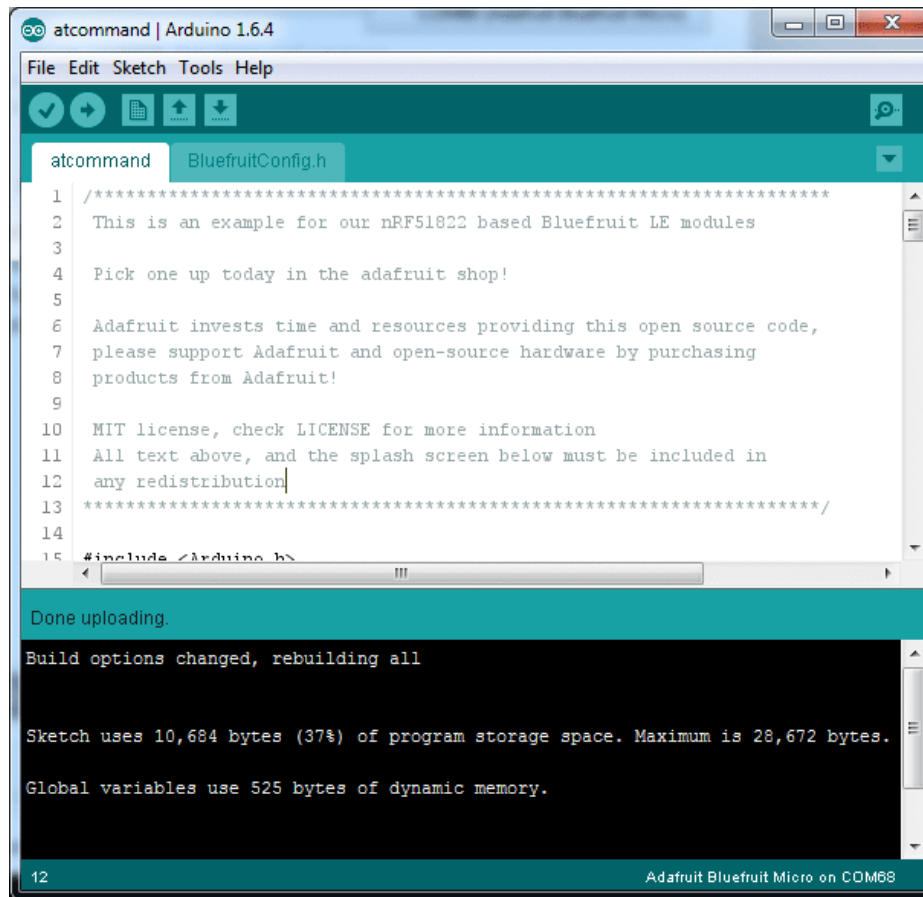 atcommand | Arduino 1.6.4
File Edit Sketch Tools Help
atcommand BluefruitConfig.h
1 /*********************************************************************
2 This is an example for our nRF51822 based Bluefruit LE modules
3
4 Pick one up today in the adafruit shop!
5
6 Adafruit invests time and resources providing this open source code,
7 please support Adafruit and open-source hardware by purchasing
8 products from Adafruit!
9
10 MIT license, check LICENSE for more information
11 All text above, and the splash screen below must be included in
12 any redistribution
13 *********************************************************************/
14
15 #include <Arduino.h>
Done uploading.
Build options changed, rebuilding all
Sketch uses 10,684 bytes (37%) of program storage space. Maximum is 28,672 bytes.
Global variables use 525 bytes of dynamic memory.
12 Adafruit Bluefruit Micro on COM68